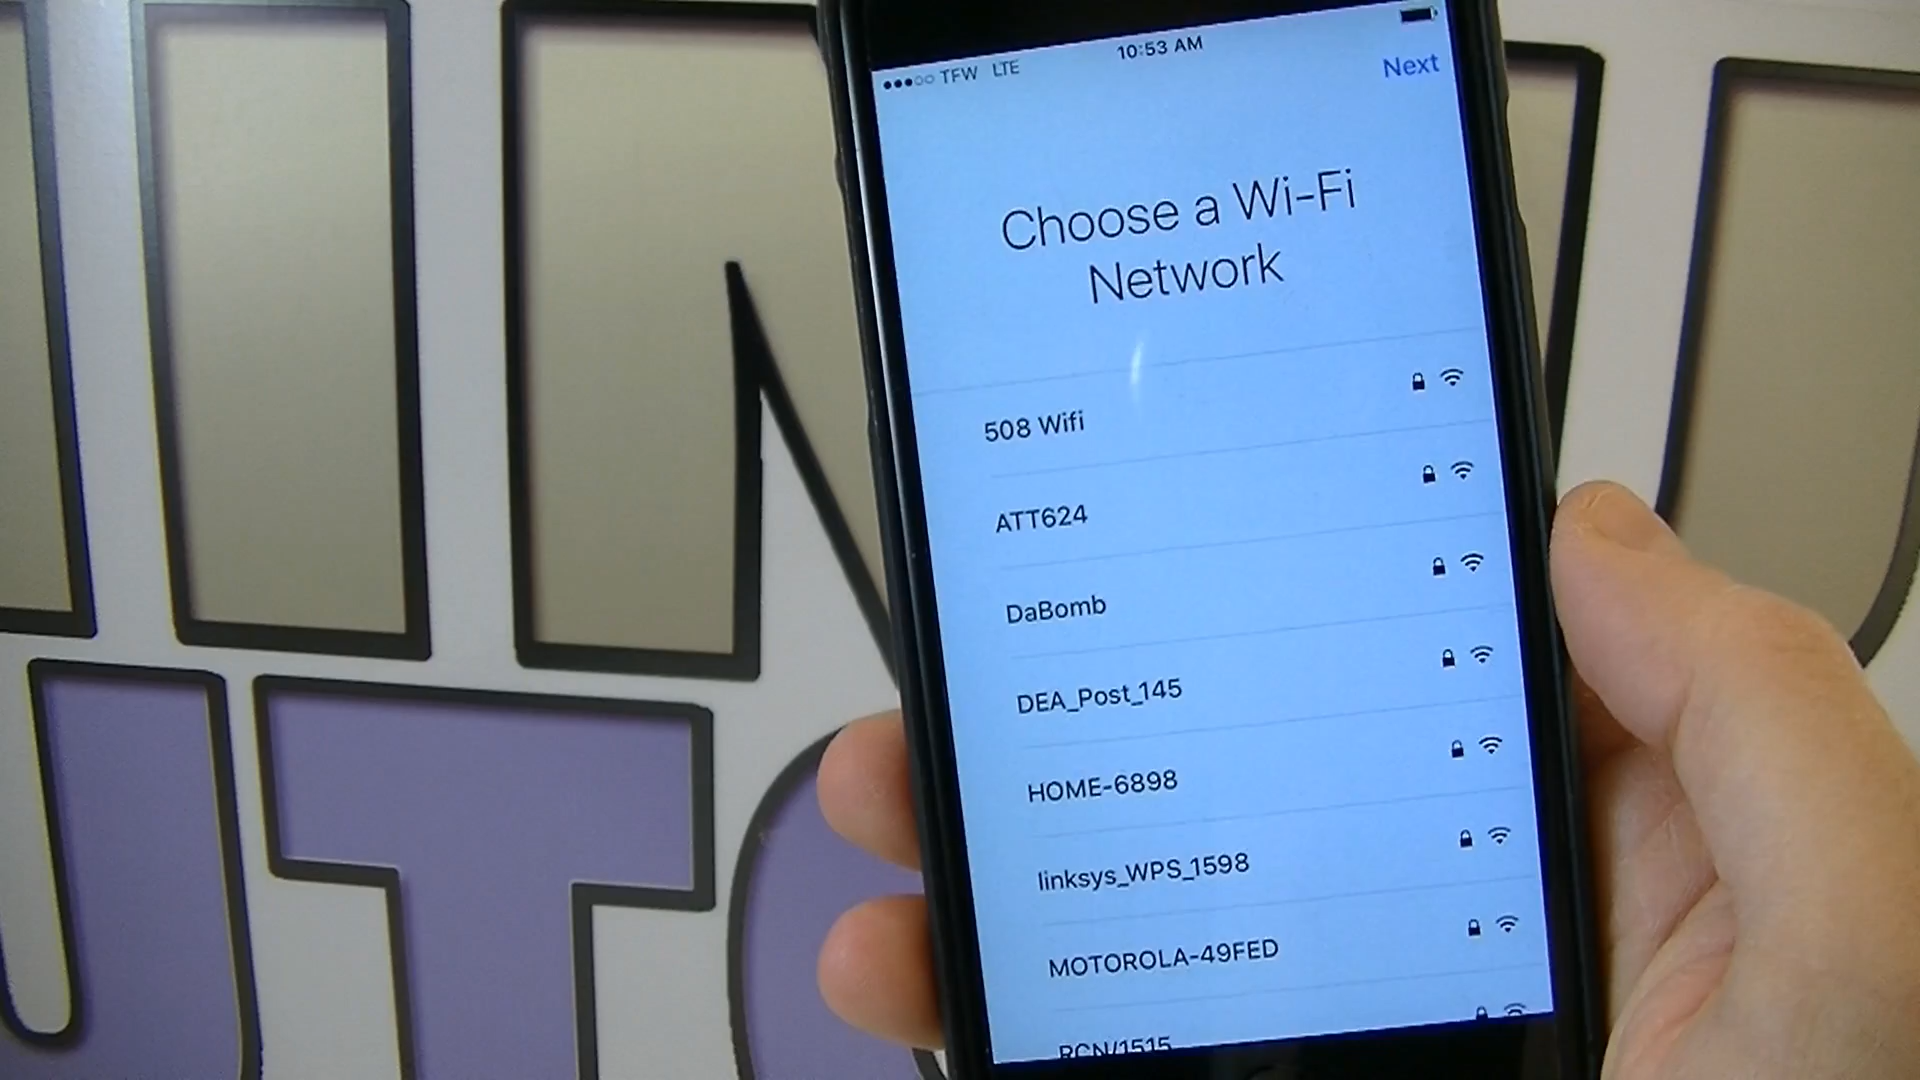 TFW LTE 10:53 AM
Next
Choose a Wi-Fi
Network
508 Wifi
ATT624
DaBomb
DEA_Post_145
HOME-6898
linksys_WPS_1598
MOTOROLA-49FED